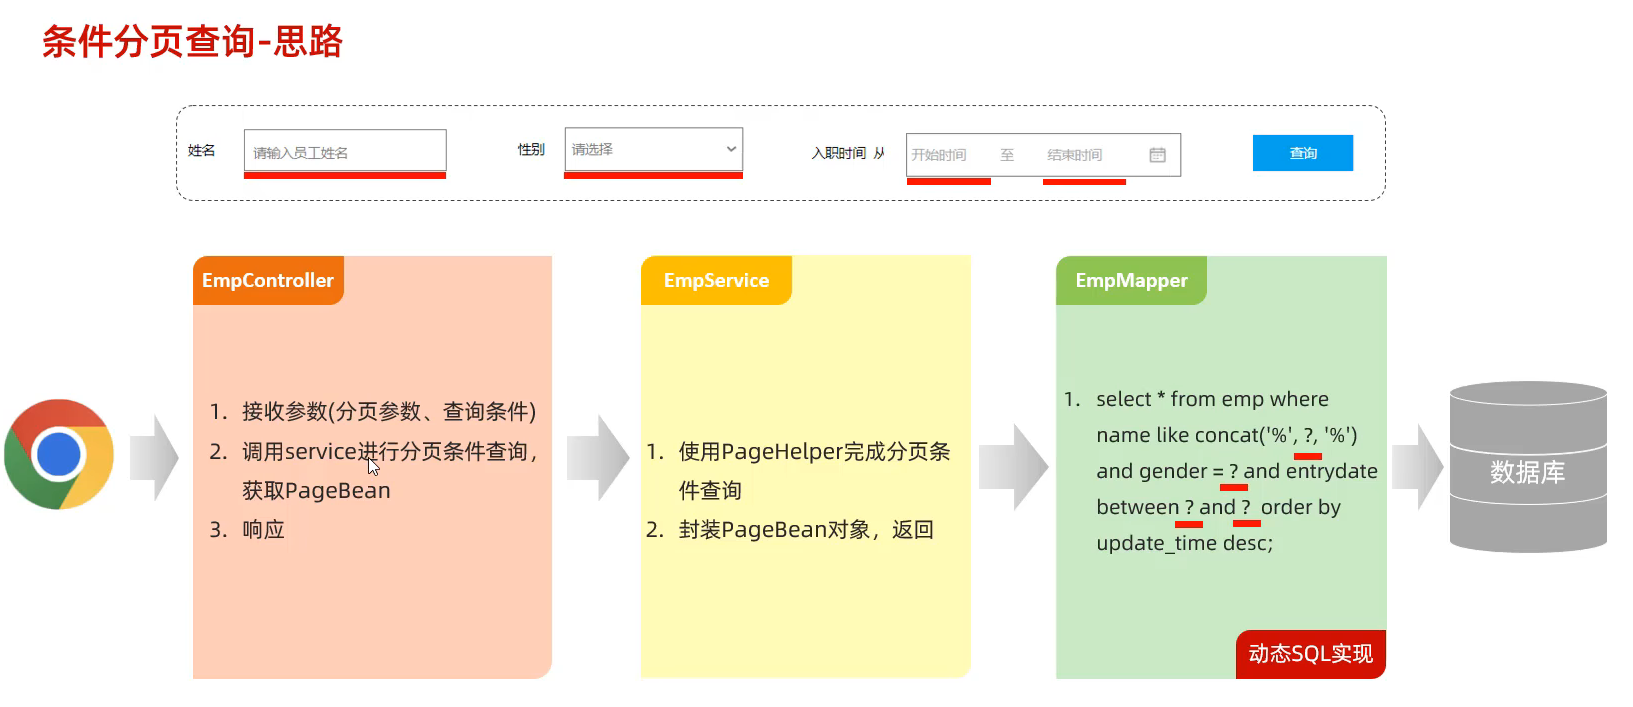 条件分页查询-思路
姓名 请输入员工姓名 性别 请选择 入职时间 从 开始时间 至 结束时间 查询
EmpController
1. 接收参数(分页参数、查询条件)
2. 调用service进行分页条件查询，
获取PageBean
3. 响应
EmpService
1. 使用PageHelper完成分页条
件查询
2. 封装PageBean对象，返回
EmpMapper
1. select * from emp where
name like concat('%', ?, '%')
and gender = ? and entrydate
between ? and ? order by
update_time desc;
动态SQL实现
数据库